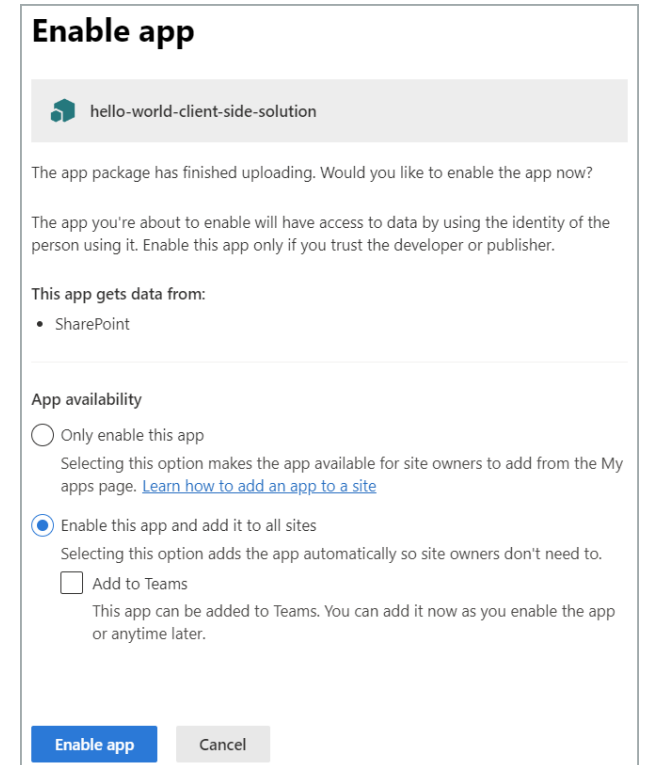 Enable app
hello-world-client-side-solution
The app package has finished uploading. Would you like to enable the app now?
The app you're about to enable will have access to data by using the identity of the
person using it. Enable this app only if you trust the developer or publisher.
This app gets data from:
• SharePoint
App availability
Only enable this app
Selecting this option makes the app available for site owners to add from the My
apps page. Learn how to add an app to a site
Enable this app and add it to all sites
Selecting this option adds the app automatically so site owners don't need to.
Add to Teams
This app can be added to Teams. You can add it now as you enable the app
or anytime later.
Enable app
Cancel